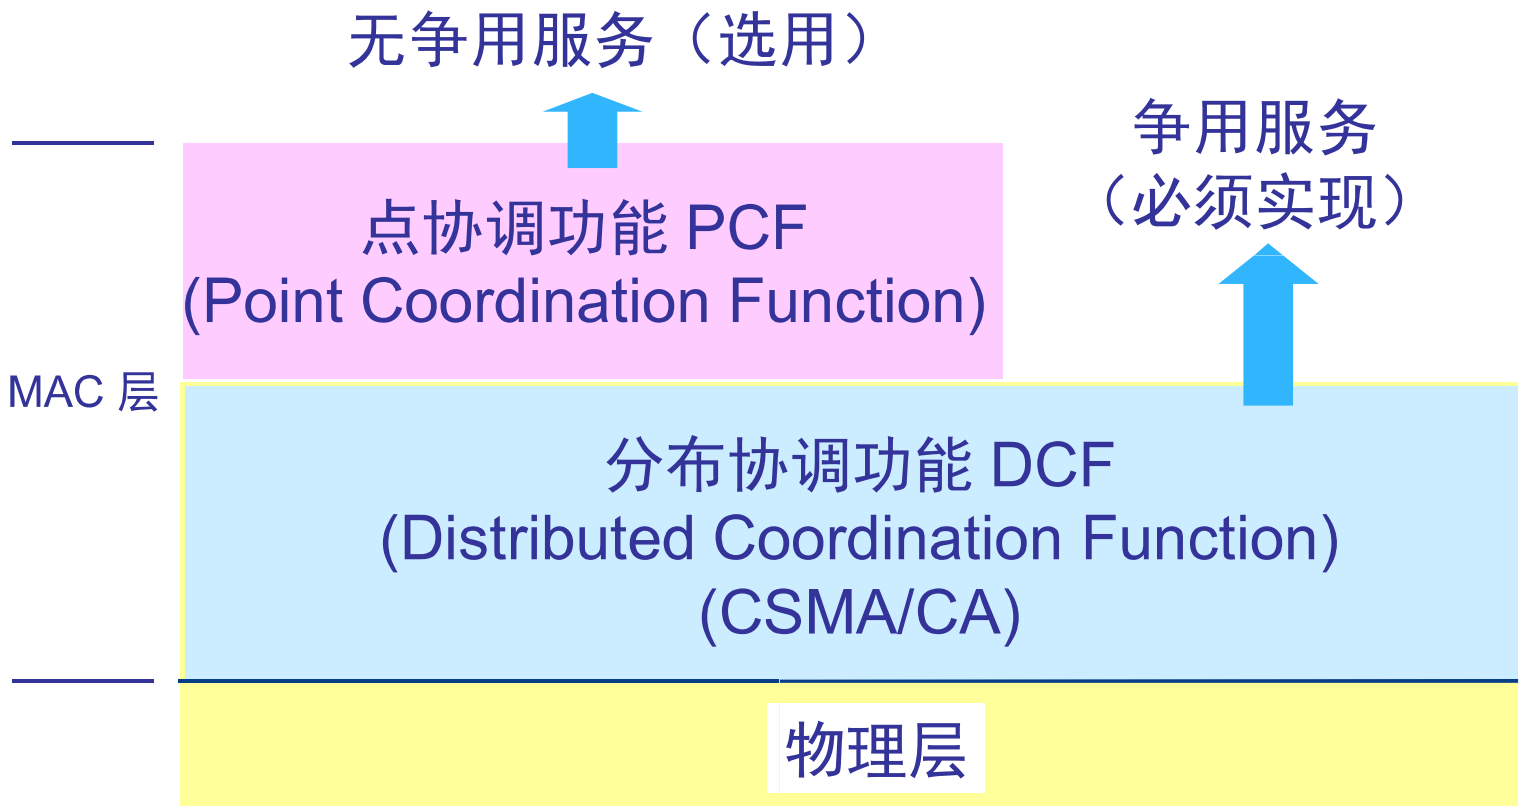 无争用服务（选用）
争用服务
（必须实现）
点协调功能 PCF
(Point Coordination Function)
MAC 层
分布协调功能 DCF
(Distributed Coordination Function)
(CSMA/CA)
物理层